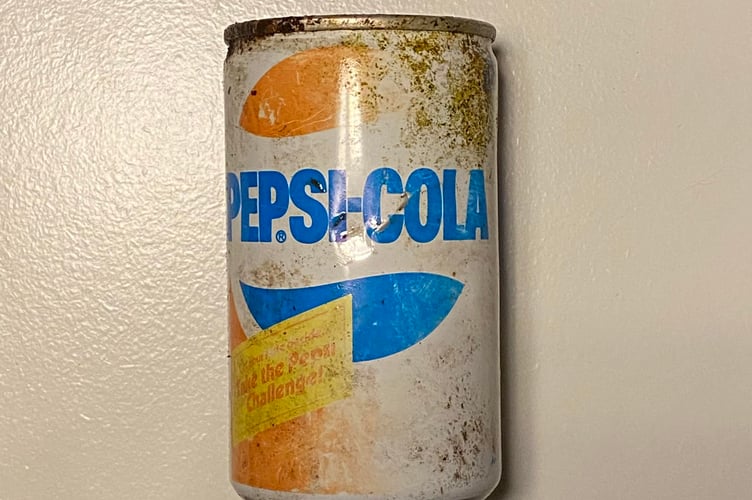 PEPSI-COLA
®
Take the Pepsi
Challenge!